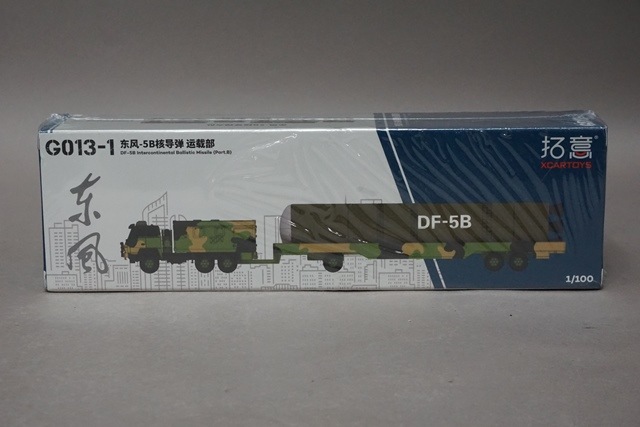 G013-1
东风-5B核导弹 运载部
DF-5B Intercontinental Ballistic Missile (Part.B)
拓意
XCARTOYS
东风
DF-5B
1/100